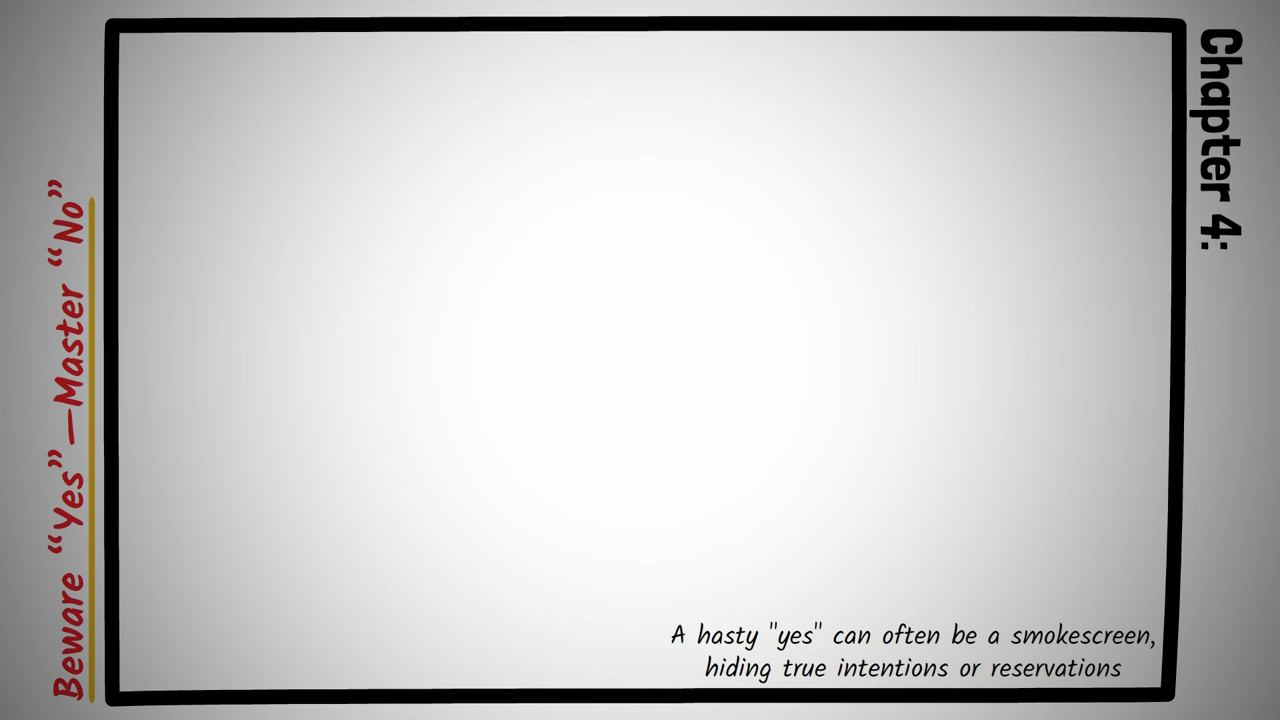 Chapter 4:
Beware “Yes”—Master “No”
A hasty "yes" can often be a smokescreen,
hiding true intentions or reservations